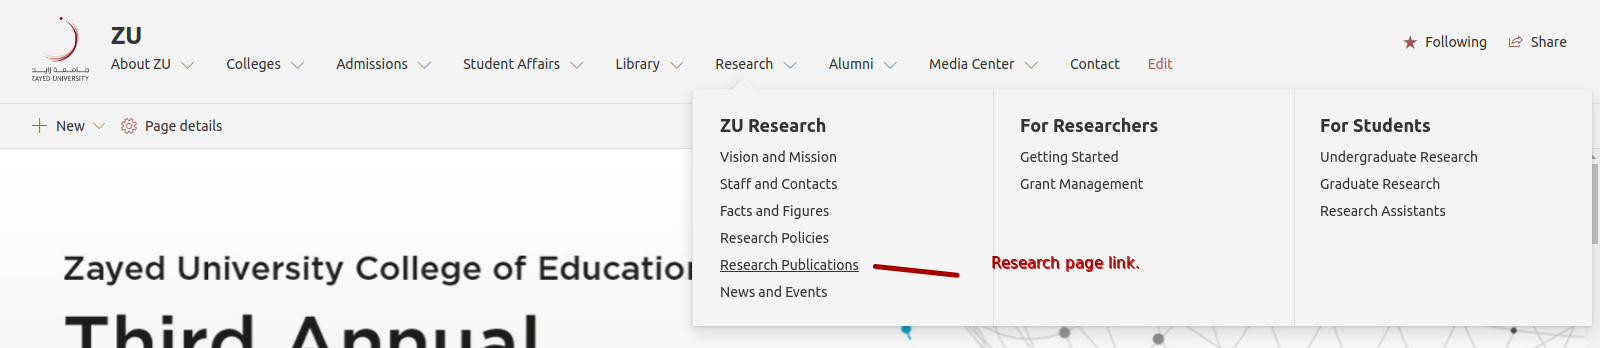 ZU
جامعة زايد
ZAYED UNIVERSITY
About ZU Colleges Admissions Student Affairs Library Research Alumni Media Center Contact Edit
Following Share
New Page details
ZU Research
Vision and Mission
Staff and Contacts
Facts and Figures
Research Policies
Research Publications
News and Events
For Researchers
Getting Started
Grant Management
For Students
Undergraduate Research
Graduate Research
Research Assistants
Research page link.
Zayed University College of Education
Third Annual